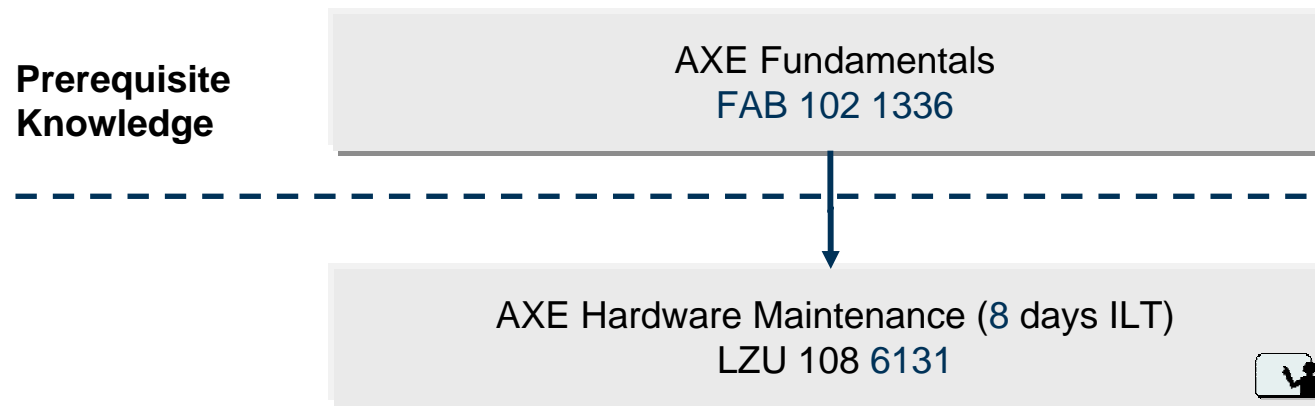 Prerequisite
Knowledge
AXE Fundamentals
FAB 102 1336
AXE Hardware Maintenance (8 days ILT)
LZU 108 6131